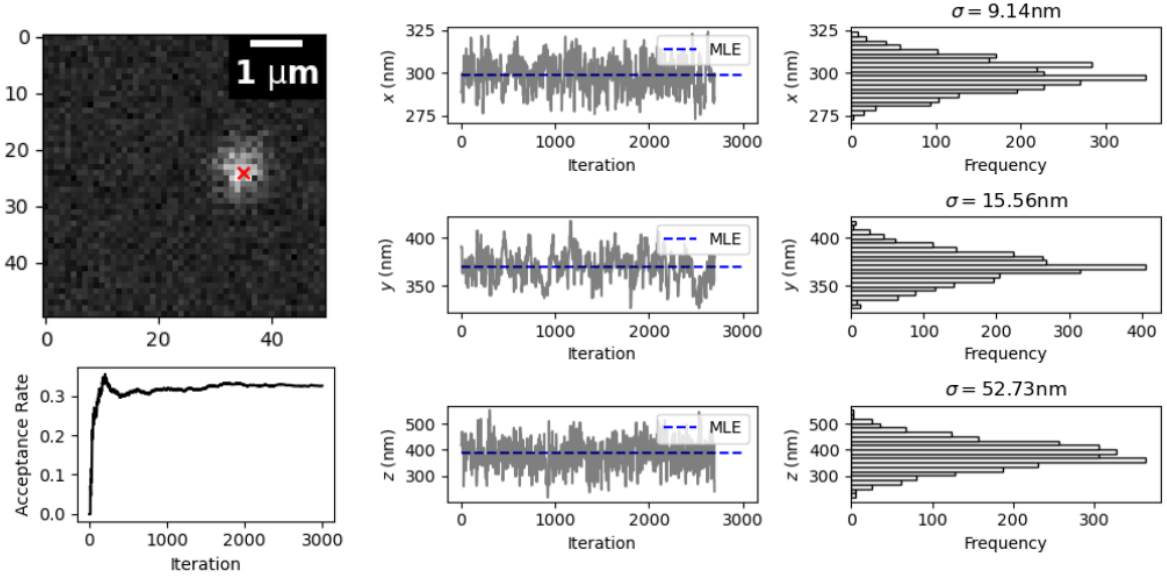 0
10
20
30
40
0 20 40
1 μm
Acceptance Rate
0.3
0.2
0.1
0.0
0 1000 2000 3000
Iteration
x (nm)
325
300
275
MLE
0 1000 2000 3000
Iteration
σ = 9.14nm
x (nm)
325
300
275
0 100 200 300
Frequency
y (nm)
400
350
MLE
0 1000 2000 3000
Iteration
σ = 15.56nm
y (nm)
400
350
0 100 200 300 400
Frequency
z (nm)
500
400
300
MLE
0 1000 2000 3000
Iteration
σ = 52.73nm
z (nm)
500
400
300
0 100 200 300
Frequency